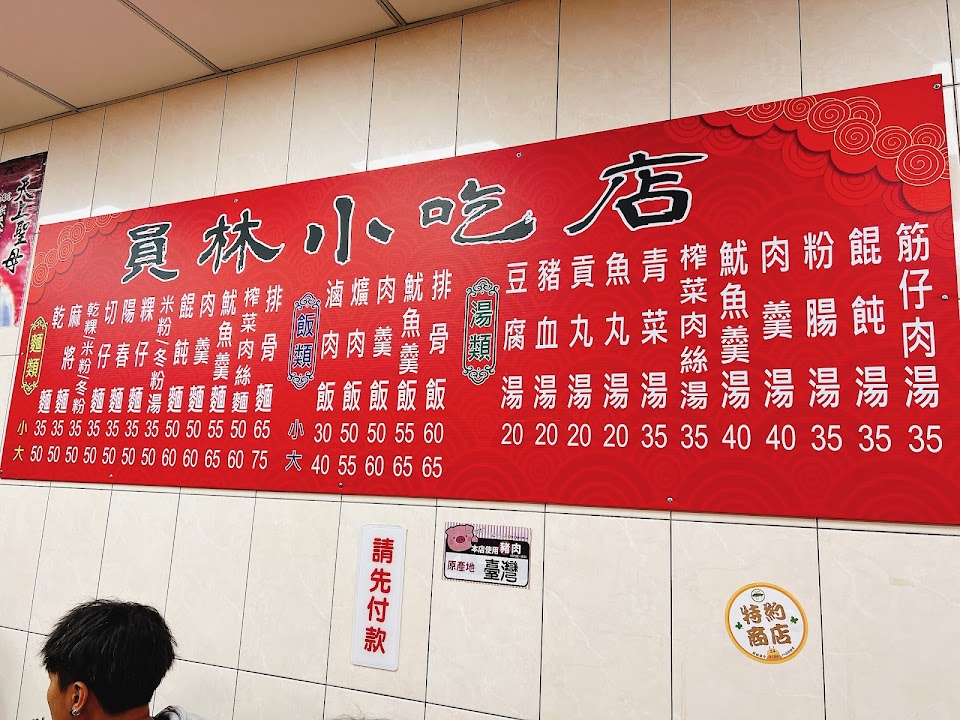 天上聖母
員林小吃店
麵類
小
大
乾麵 35 50
麻將麵 35 50
乾粿/米粉/冬粉 35 50
切仔麵 35 50
陽春麵 35 50
粿仔麵 35 50
米粉/冬粉湯 35 50
餛飩麵 50 60
肉羹麵 50 60
魷魚羹麵 55 65
榨菜肉絲麵 50 60
排骨麵 65 75
飯類
小
大
滷肉飯 30 40
爌肉飯 50 55
肉羹飯 50 60
魷魚羹飯 55 65
排骨飯 60 65
湯類
豆腐湯 20
豬血湯 20
貢丸湯 20
魚丸湯 20
青菜湯 35
榨菜肉絲湯 35
魷魚羹湯 40
肉羹湯 40
粉腸湯 35
餛飩湯 35
筋仔肉湯 35
請先付款
本店使用豬肉
原產地 臺灣
特約
商店